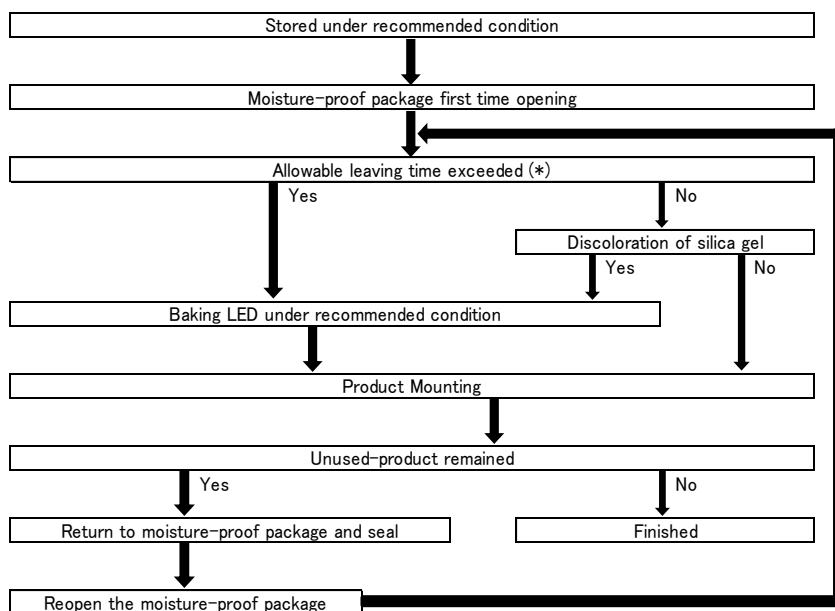 Stored under recommended condition
Moisture-proof package first time opening
Allowable leaving time exceeded (*)
Yes
No
Discoloration of silica gel
Yes
No
Baking LED under recommended condition
Product Mounting
Unused-product remained
Yes
No
Return to moisture-proof package and seal
Finished
Reopen the moisture-proof package